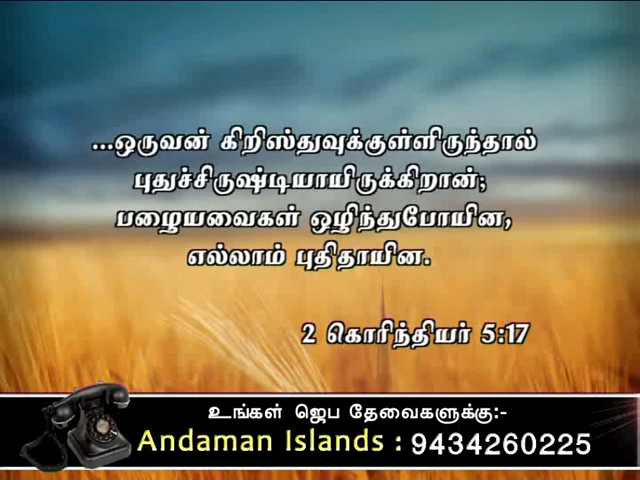 ...ஒருவன் கிறிஸ்துவுக்குள்ளிருந்தால்
புதுச்சிருஷ்டியாயிருக்கிறான்;
பழையவைகள் ஒழிந்துபோயின,
எல்லாம் புதிதாயின.
2 கொரிந்தியர் 5:17
உங்கள் ஜெப தேவைகளுக்கு:-
Andaman Islands : 9434260225